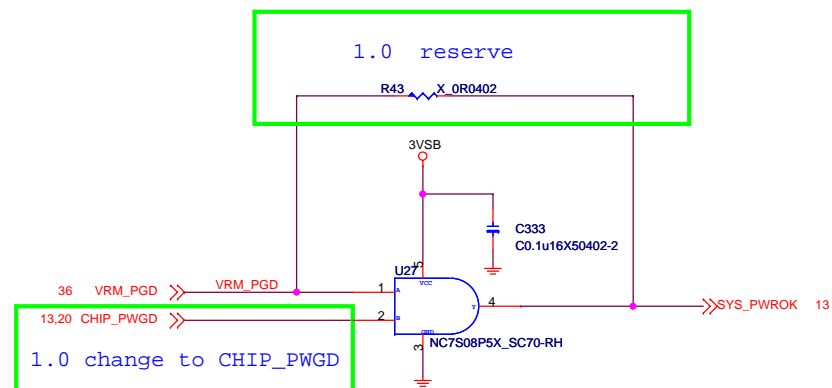 1.0 reserve
R43 X_0R0402
3VSB
C333
C0.1u16X50402-2
U27
5
VCC
36 VRM_PGD VRM_PGD 1 A
Y 4 SYS_PWROK 13
13,20 CHIP_PWGD 2 B
GND
3
NC7S08P5X_SC70-RH
1.0 change to CHIP_PWGD